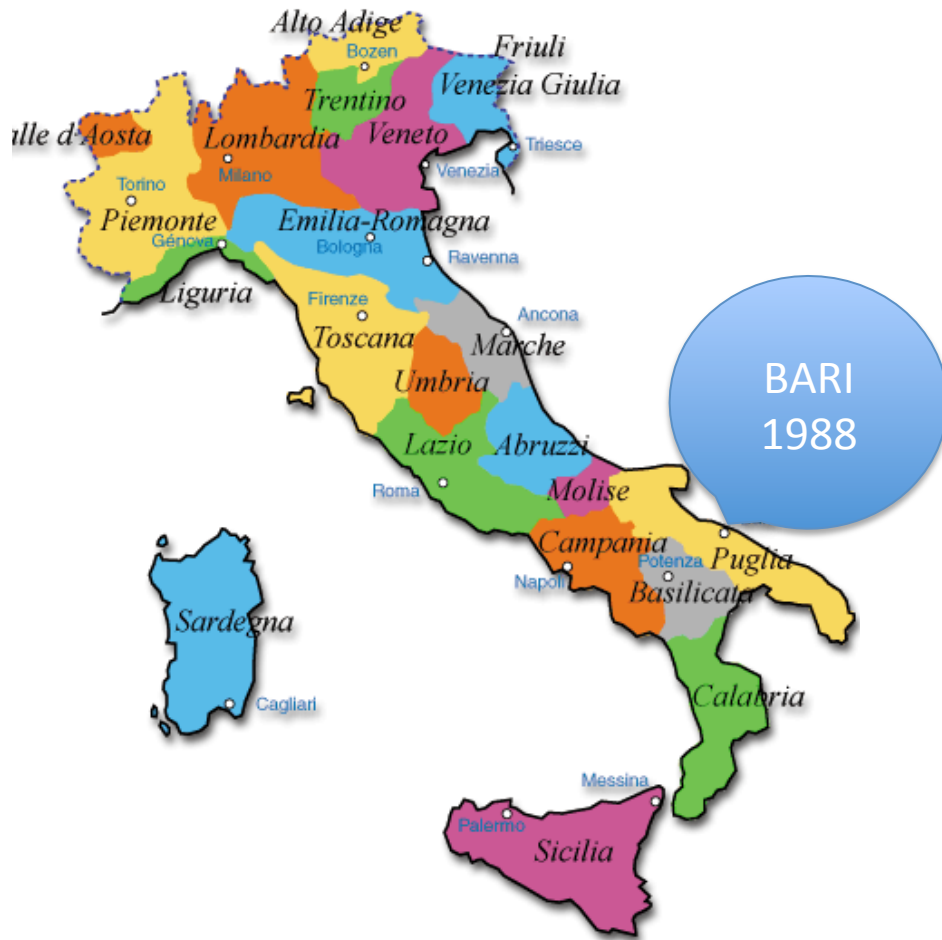 Alto Adige
Bozen
Friuli
Venezia Giulia
Trentino
alle d'Aosta
Lombardia
Veneto
Triesce
Venezia
Milano
Torino
Piemonte
Emilia-Romagna
Génova
Bologna
Ravenna
Liguria
Firenze
Ancona
Toscana
Marche
Umbria
BARI
1988
Lazio
Abruzzi
Roma
Molise
Campania
Puglia
Potenza
Napoli
Basilicata
Sardegna
Cagliari
Calabria
Messina
Palermo
Sicilia